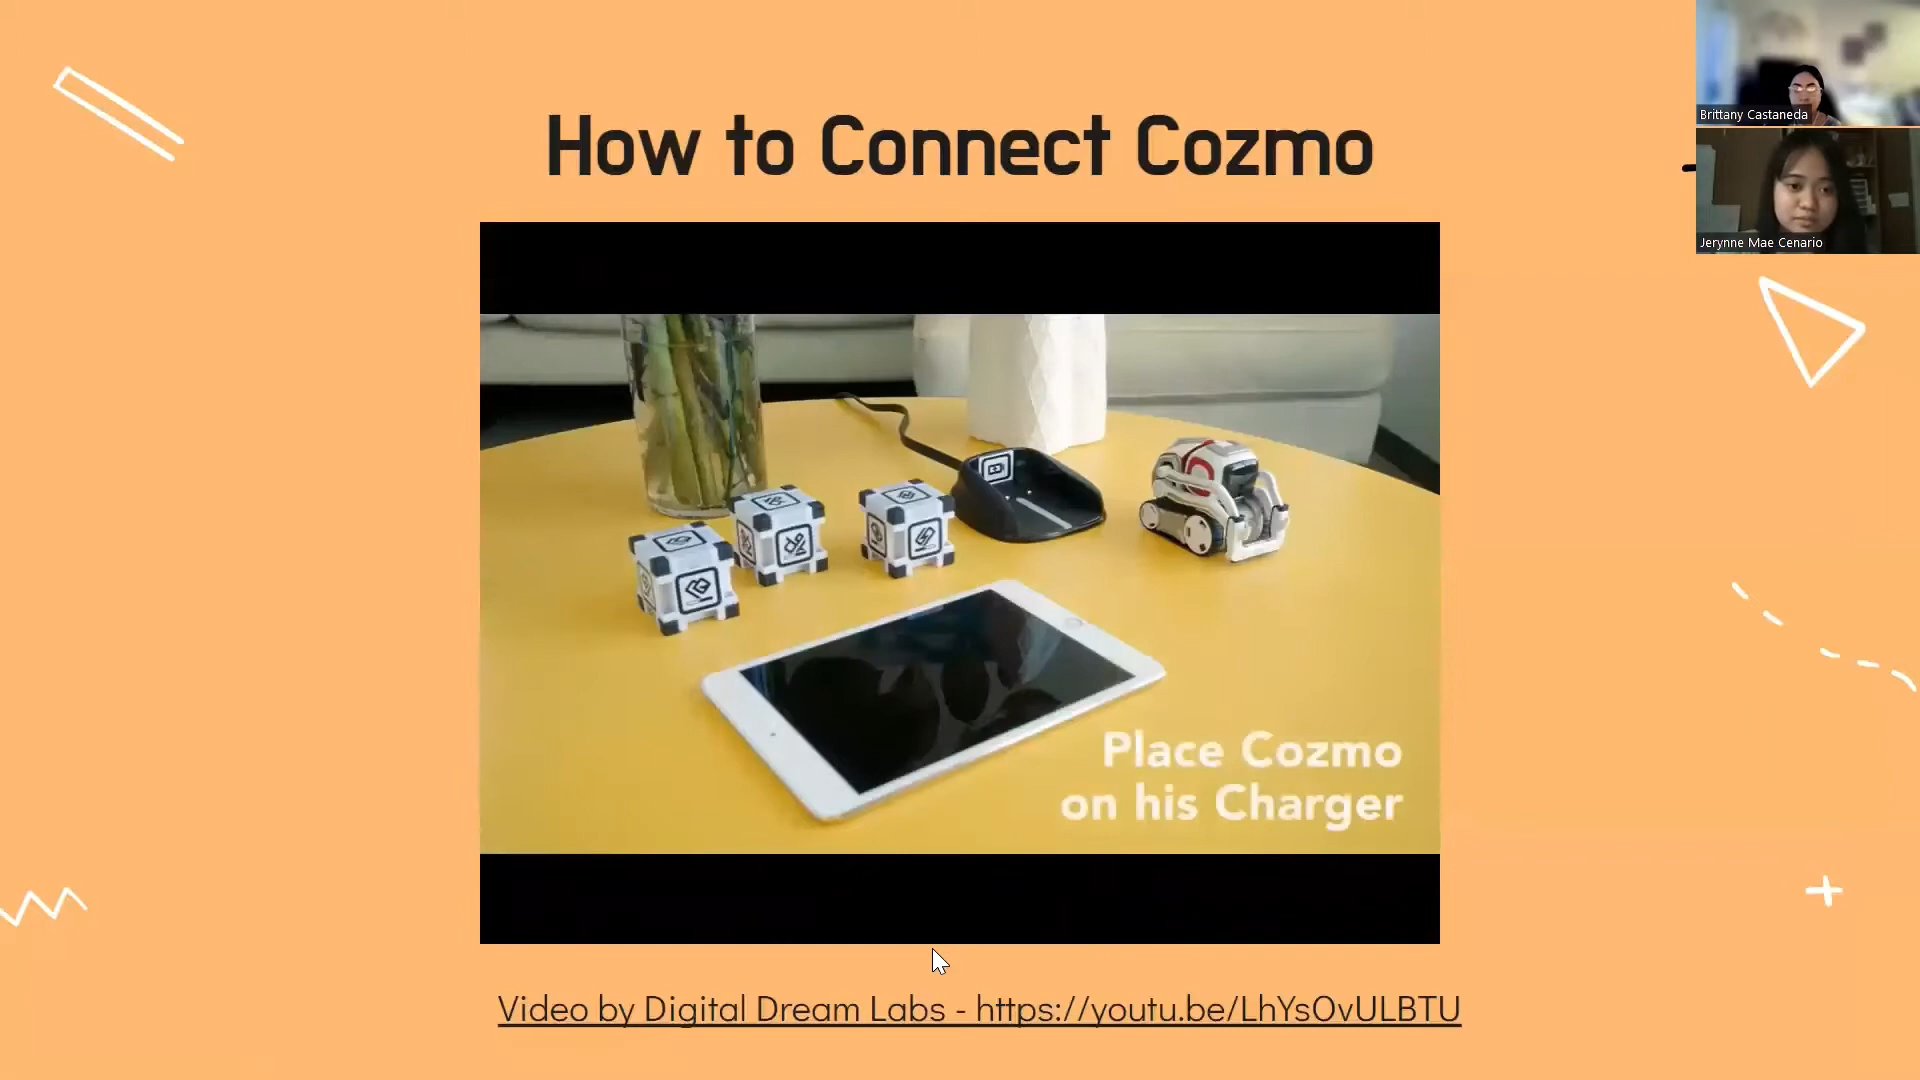 How to Connect Cozmo
Brittany Castaneda
Jerynne Mae Cenario
Place Cozmo
on his Charger
Video by Digital Dream Labs - https://youtu.be/LhYsOvULBTU